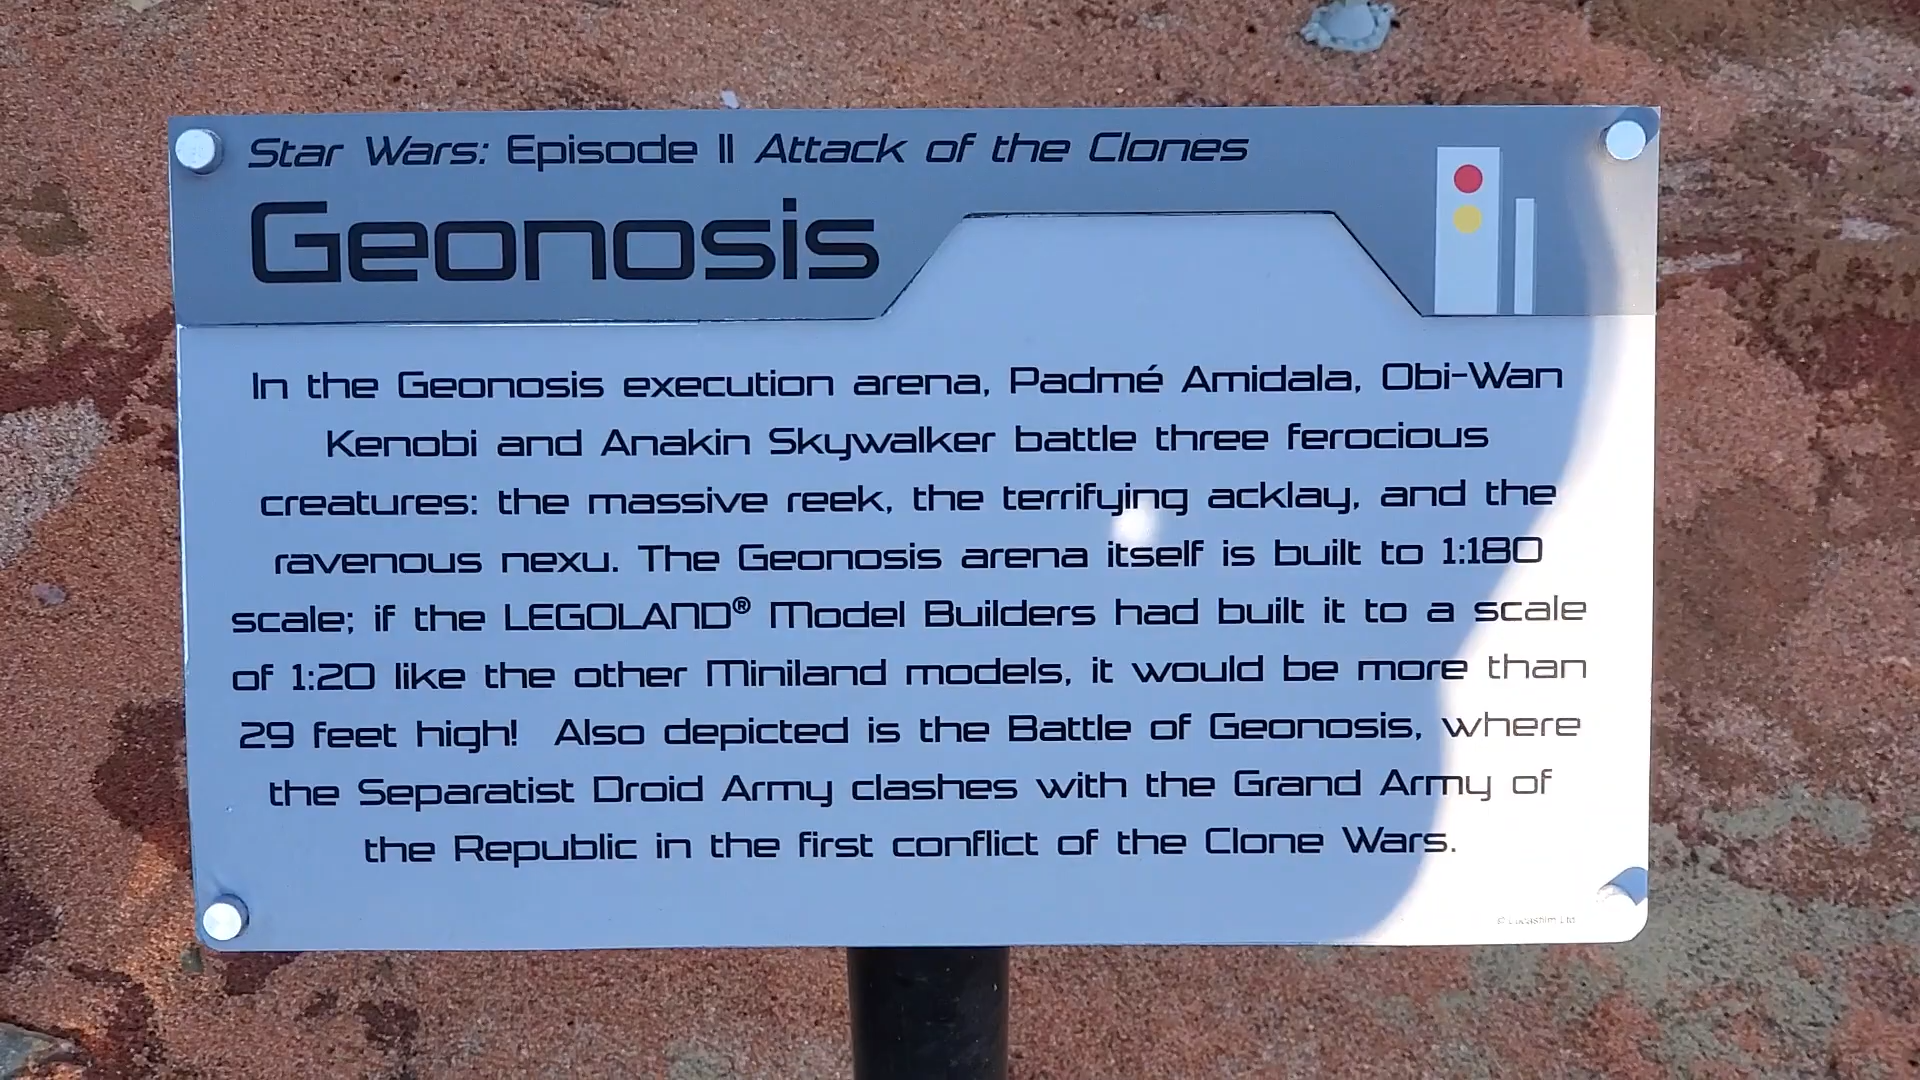 Star Wars: Episode II Attack of the Clones
Geonosis
In the Geonosis execution arena, Padmé Amidala, Obi-Wan
Kenobi and Anakin Skywalker battle three ferocious
creatures: the massive reek, the terrifying acklay, and the
ravenous nexu. The Geonosis arena itself is built to 1:180
scale; if the LEGOLAND® Model Builders had built it to a scale
of 1:20 like the other Miniland models, it would be more than
29 feet high!  Also depicted is the Battle of Geonosis, where
the Separatist Droid Army clashes with the Grand Army of
the Republic in the first conflict of the Clone Wars.
© Lucasfilm Ltd.